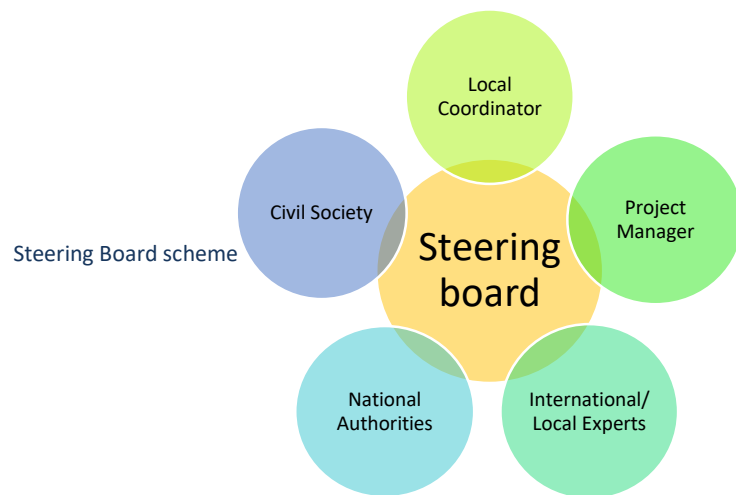 Local
Coordinator
Civil Society
Project
Manager
Steering Board scheme
Steering
board
National
Authorities
International/
Local Experts